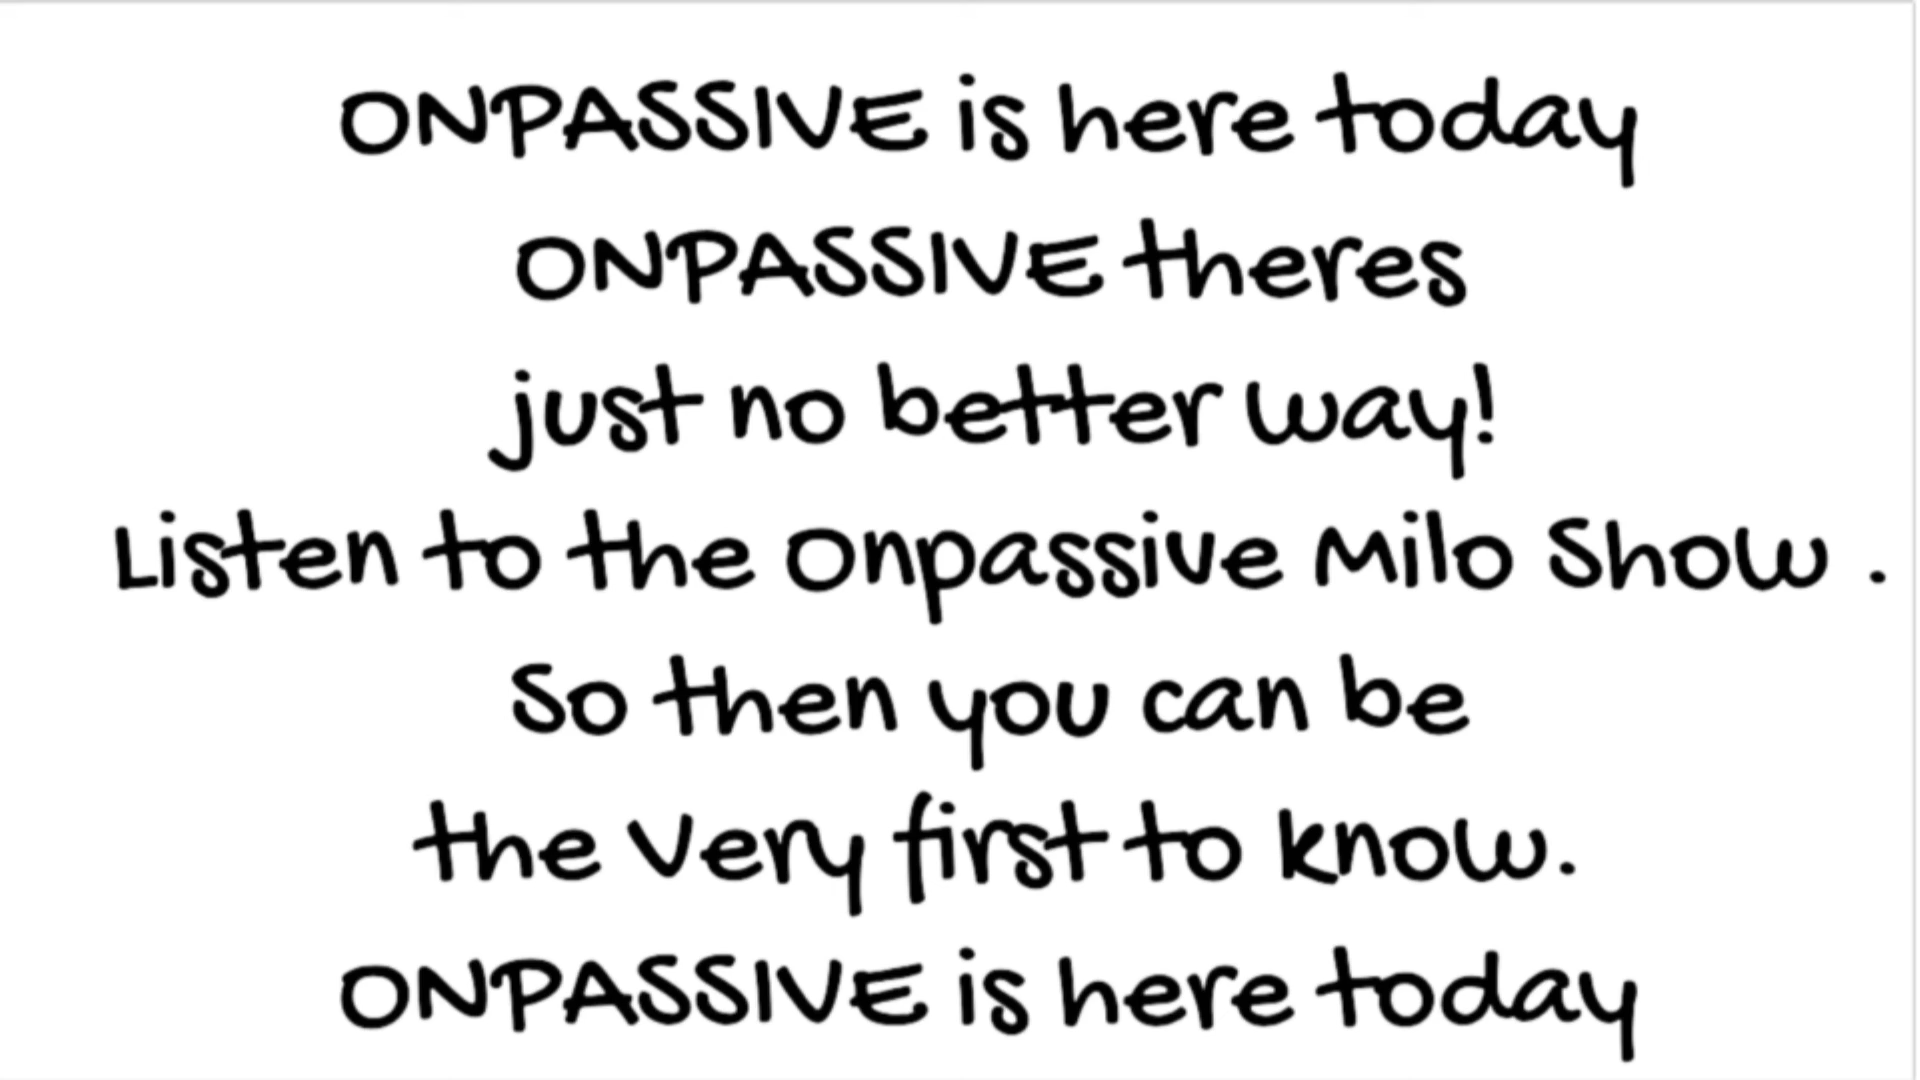 ONPASSIVE is here today
ONPASSIVE theres
just no better way!
Listen to the Onpassive Milo Show .
So then you can be
the very first to know.
ONPASSIVE is here today